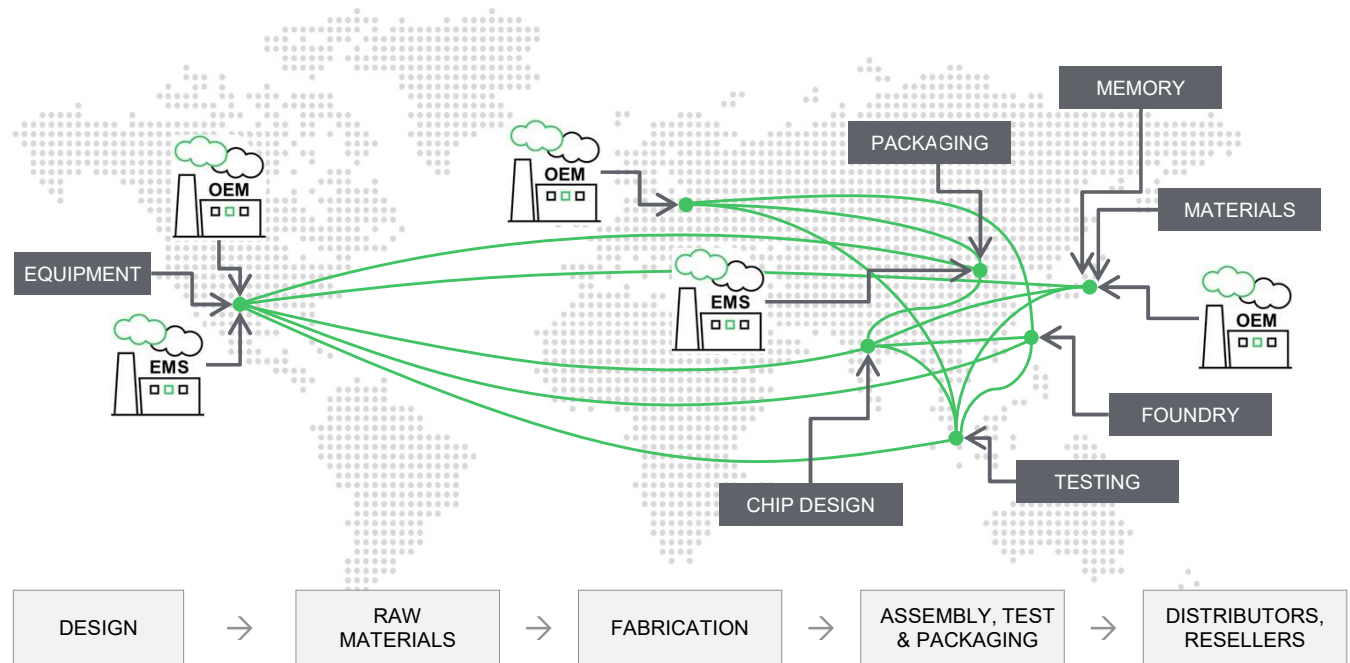 MEMORY
PACKAGING
OEM
OEM
MATERIALS
EQUIPMENT
EMS
OEM
EMS
FOUNDRY
TESTING
CHIP DESIGN
DESIGN
RAW
MATERIALS
FABRICATION
ASSEMBLY, TEST
& PACKAGING
DISTRIBUTORS,
RESELLERS